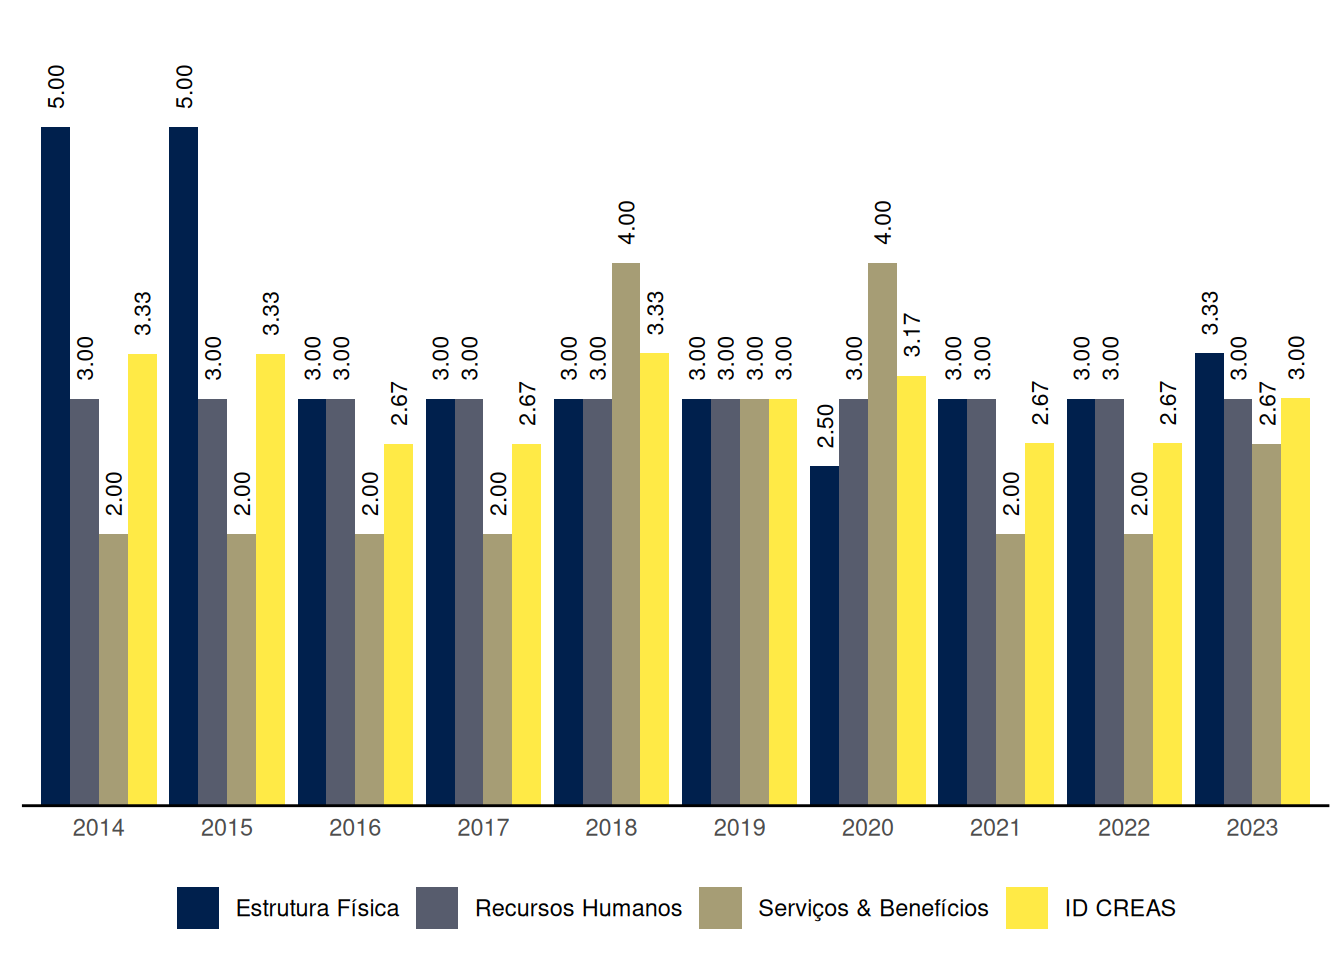 5.00 3.00 2.00 3.33 5.00 3.00 2.00 3.33 3.00 3.00 2.00 2.67 3.00 3.00 2.00 2.67 3.00 3.00 4.00 3.33 3.00 3.00 3.00 3.00 2.50 3.00 4.00 3.17 3.00 3.00 2.00 2.67 3.00 3.00 2.00 2.67 3.33 3.00 2.67 3.00
2014 2015 2016 2017 2018 2019 2020 2021 2022 2023
Estrutura Física Recursos Humanos Serviços & Benefícios ID CREAS